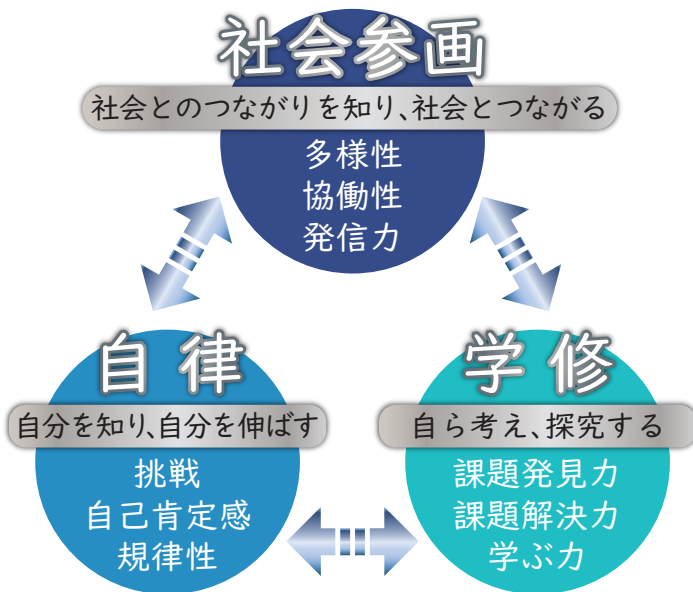 社会参画
社会とのつながりを知り、社会とつながる
多様性
協働性
発信力
自律
自分を知り、自分を伸ばす
挑戦
自己肯定感
規律性
学修
自ら考え、探究する
課題発見力
課題解決力
学ぶ力